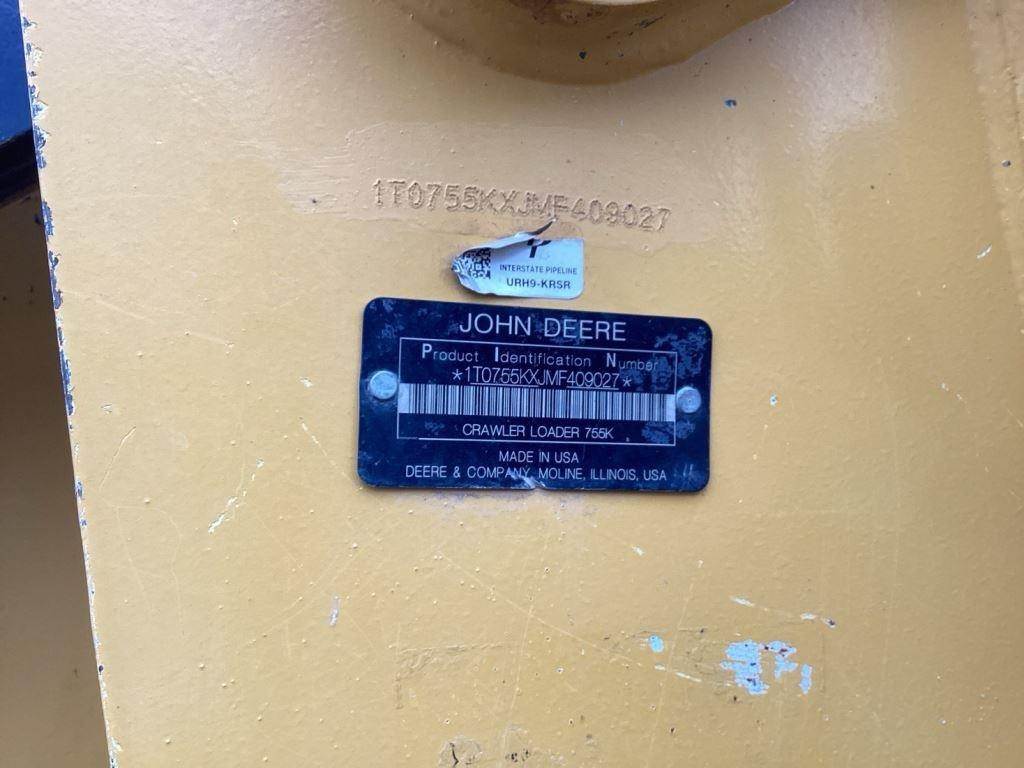 1T0755KXJMF409027
INTERSTATE PIPELINE
URH9-KRSR
JOHN DEERE
Product Identification Number
*1T0755KXJMF409027*
CRAWLER LOADER 755K
MADE IN USA
DEERE & COMPANY, MOLINE, ILLINOIS, USA